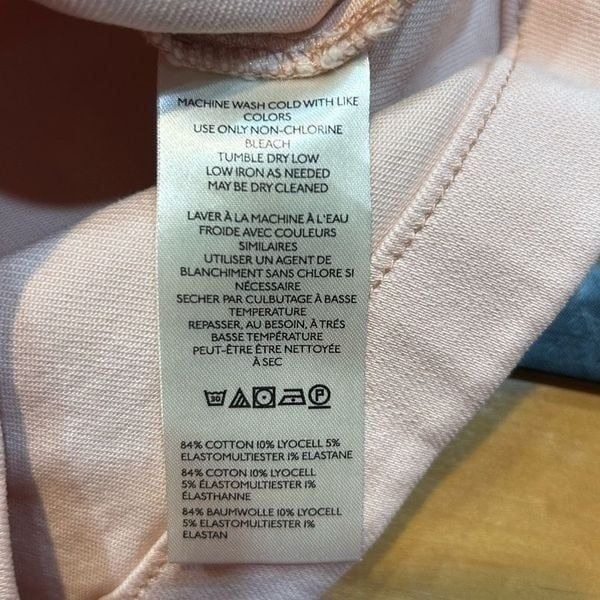 MACHINE WASH COLD WITH LIKE
COLORS
USE ONLY NON-CHLORINE
BLEACH
TUMBLE DRY LOW
LOW IRON AS NEEDED
MAY BE DRY CLEANED
LAVER À LA MACHINE À L'EAU
FROIDE AVEC COULEURS
SIMILAIRES
UTILISER UN AGENT DE
BLANCHIMENT SANS CHLORE SI
NÉCESSAIRE
SECHER PAR CULBUTAGE À BASSE
TEMPERATURE
REPASSER, AU BESOIN, À TRÉS
BASSE TEMPÉRATURE
PEUT-ÊTRE ÊTRE NETTOYÉE
À SEC
30 P
84% COTTON 10% LYOCELL 5%
ELASTOMULTIESTER 1% ELASTANE
84% COTON 10% LYOCELL
5% ÉLASTOMULTIESTER 1%
ÉLASTHANNE
84% BAUMWOLLE 10% LYOCELL
5% ELASTOMULTIESTER 1%
ELASTAN